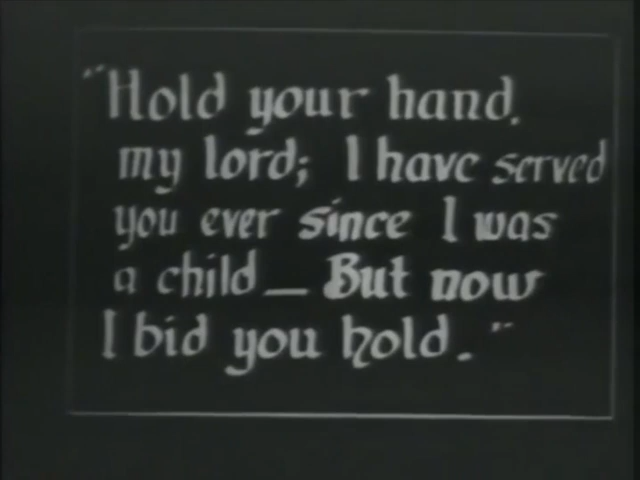 "Hold your hand.
my lord; I have served
you ever since I was
a child — But now
I bid you hold."